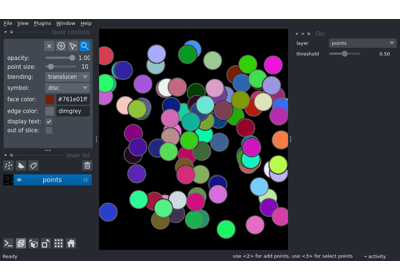 File View Plugins Window Help
layer controls
opacity: 1.00
point size: 10
blending: translucen
symbol: disc
face color: #761e01ff
edge color: dimgrey
display text:
out of slice:
layer list
points
Do
layer points
threshold 0.50
Ready
use <2> for add points, use <3> for select points
activity